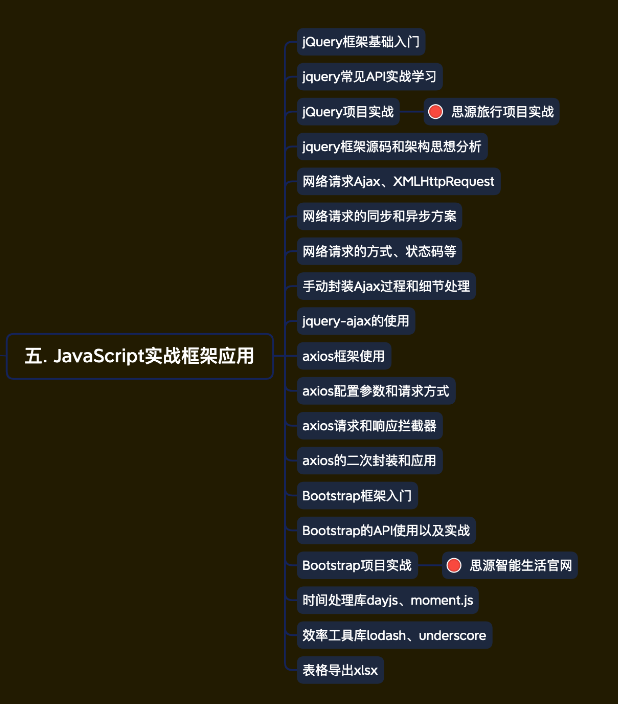 jQuery框架基础入门
jquery常见API实战学习
jQuery项目实战
思源旅行项目实战
jquery框架源码和架构思想分析
网络请求Ajax、XMLHttpRequest
网络请求的同步和异步方案
网络请求的方式、状态码等
手动封装Ajax过程和细节处理
jquery-ajax的使用
五. JavaScript实战框架应用
axios框架使用
axios配置参数和请求方式
axios请求和响应拦截器
axios的二次封装和应用
Bootstrap框架入门
Bootstrap的API使用以及实战
Bootstrap项目实战
思源智能生活官网
时间处理库dayjs、moment.js
效率工具库lodash、underscore
表格导出xlsx